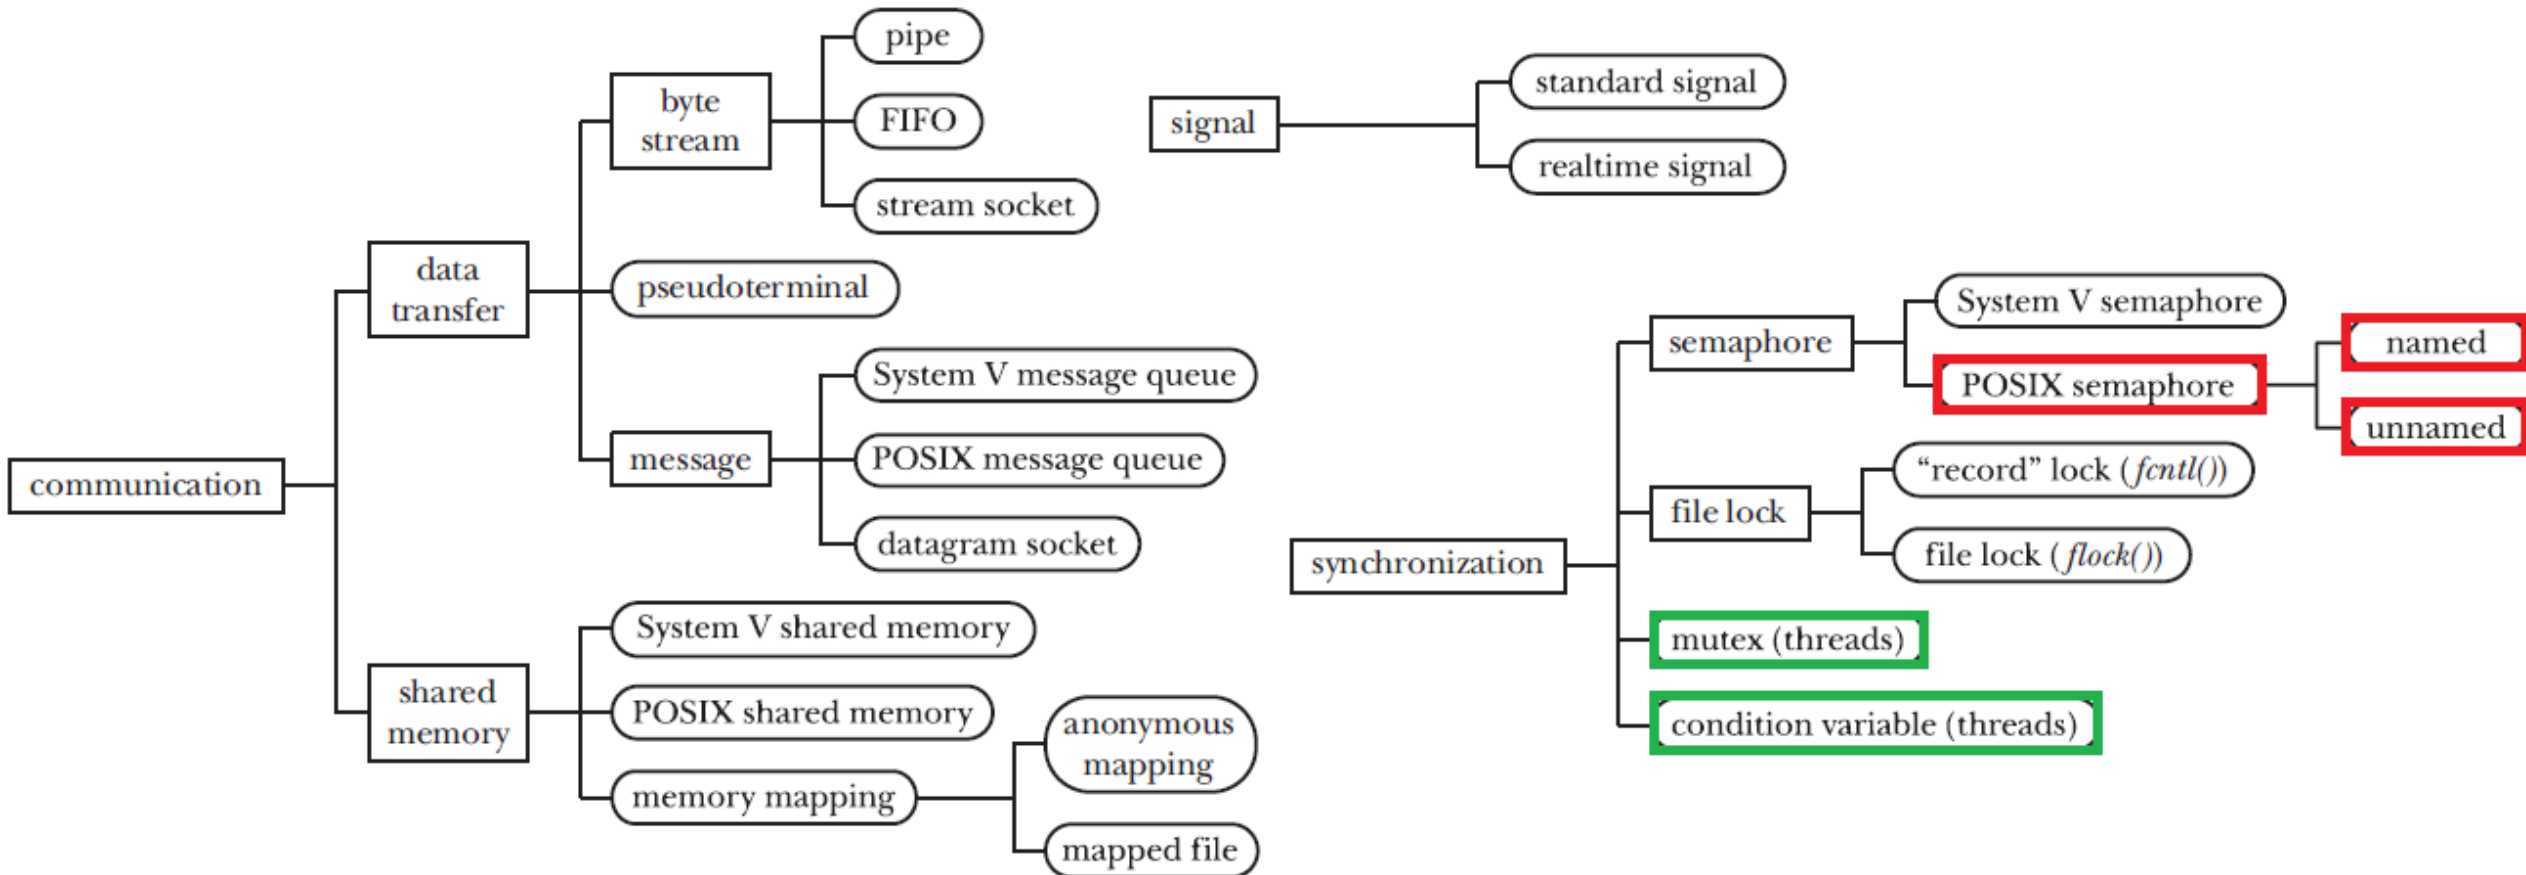 pipe
byte
stream
FIFO
stream socket
data
transfer
pseudoterminal
System V message queue
message
POSIX message queue
datagram socket
communication
System V shared memory
shared
memory
POSIX shared memory
memory mapping
anonymous
mapping
mapped file
signal
standard signal
realtime signal
System V semaphore
semaphore
POSIX semaphore
named
unnamed
“record” lock (fcntl())
file lock
file lock (flock())
synchronization
mutex (threads)
condition variable (threads)